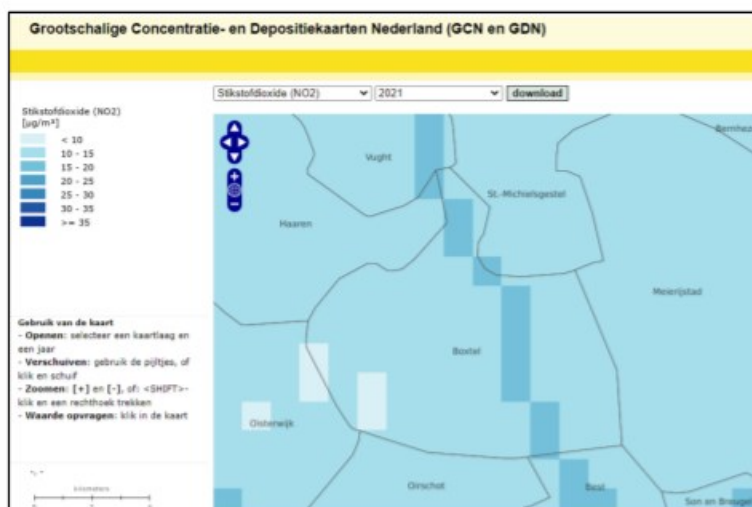 Grootschalige Concentratie- en Depositiekaarten Nederland (GCN en GDN)
Stikstofdioxide (NO2) 2021 download
Stikstofdioxide (NO2)
[µg/m³]
< 10
10 - 15
15 - 20
20 - 25
25 - 30
30 - 35
>= 35
Vught
St.-Michielsgestel
Haaren
Meierijstad
Boxtel
Oisterwijk
Oirschot
Best
Gebruik van de kaart
- Openen: selecteer een kaartlaag en
een jaar
- Verschuiven: gebruik de pijltjes, of
klik en schuif
- Zoomen: [+] en [-], of: <SHIFT>-
klik en een rechthoek trekken
- Waarde opvragen: klik in de kaart
kilometers